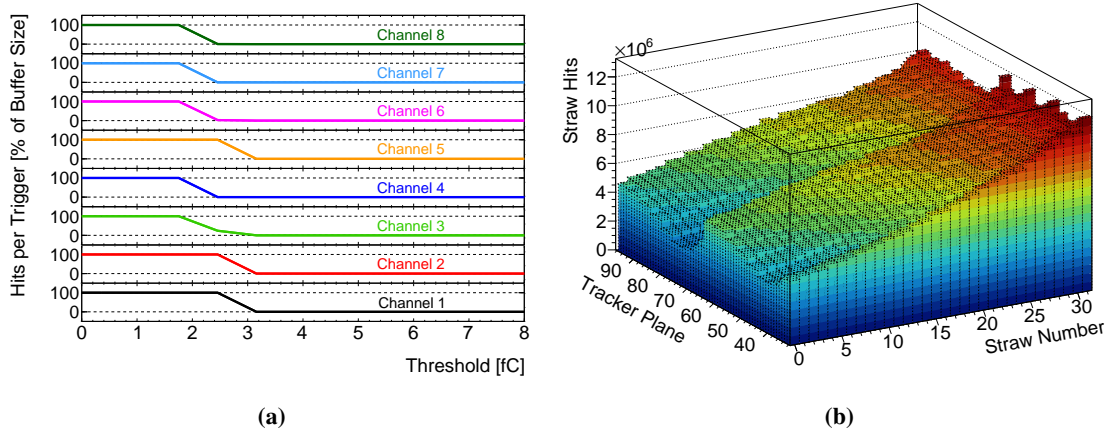 Hits per Trigger [% of Buffer Size]
100
0
Channel 8
100
0
Channel 7
100
0
Channel 6
100
0
Channel 5
100
0
Channel 4
100
0
Channel 3
100
0
Channel 2
100
0
Channel 1
0 1 2 3 4 5 6 7 8
Threshold [fC]
(a)
×10^6
Straw Hits
12
10
8
6
4
2
0
90 80 70 60 50 40
Tracker Plane
0 5 10 15 20 25 30
Straw Number
(b)